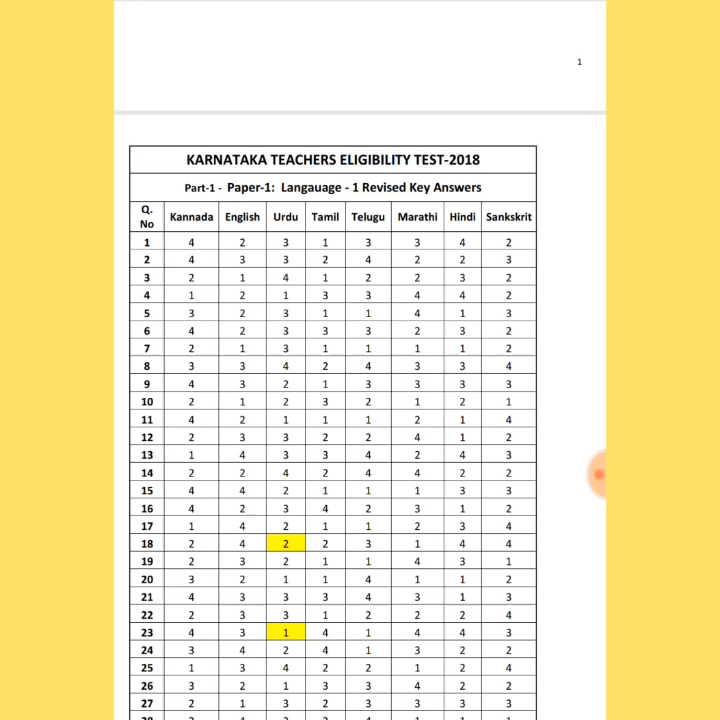 1
KARNATAKA TEACHERS ELIGIBILITY TEST-2018
Part-1 - Paper-1: Langauage - 1 Revised Key Answers
Q. No Kannada English Urdu Tamil Telugu Marathi Hindi Sankskrit
1 4 2 3 1 3 3 4 2
2 4 3 3 2 4 2 2 3
3 2 1 4 1 2 2 3 2
4 1 2 1 3 3 4 4 2
5 3 2 3 1 1 4 1 3
6 4 2 3 3 3 2 3 2
7 2 1 3 1 1 1 1 2
8 3 3 4 2 4 3 3 4
9 4 3 2 1 3 3 3 3
10 2 1 2 3 2 1 2 1
11 4 2 1 1 1 2 1 4
12 2 3 3 2 2 4 1 2
13 1 4 3 3 4 2 4 3
14 2 2 4 2 4 4 2 2
15 4 4 2 1 1 1 3 3
16 4 2 3 4 2 3 1 2
17 1 4 2 1 1 2 3 4
18 2 4 2 2 3 1 4 4
19 2 3 2 1 1 4 3 1
20 3 2 1 1 4 1 1 2
21 4 3 3 3 4 3 1 3
22 2 3 3 1 2 2 2 4
23 4 3 1 4 1 4 4 3
24 3 4 2 4 1 3 2 2
25 1 3 4 2 2 1 2 4
26 3 2 1 3 3 4 2 2
27 2 1 3 2 3 3 3 3